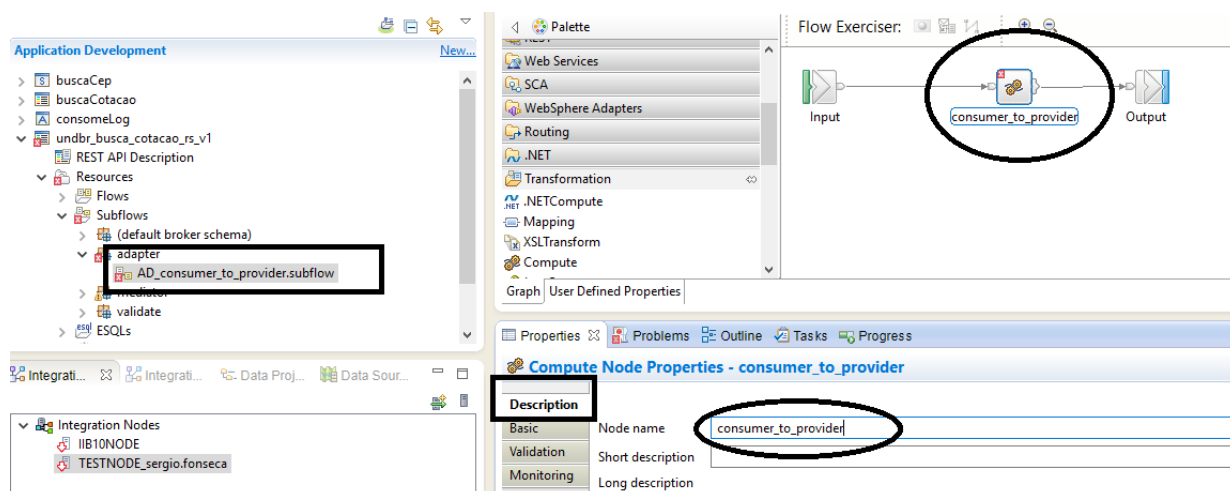 Application Development
New...
buscaCep
buscaCotacao
consomeLog
undbr_busca_cotacao_rs_v1
REST API Description
Resources
Flows
Subflows
(default broker schema)
adapter
AD_consumer_to_provider.subflow
mediator
validate
ESQLs
Integrati...
Integrati...
Data Proj...
Data Sour...
Integration Nodes
IIB10NODE
TESTNODE_sergio.fonseca
Palette
REST
Web Services
SCA
WebSphere Adapters
Routing
.NET
Transformation
.NETCompute
Mapping
XSLTransform
Compute
Graph
User Defined Properties
Flow Exerciser:
Input
consumer_to_provider
Output
Properties
Problems
Outline
Tasks
Progress
Compute Node Properties - consumer_to_provider
Description
Basic
Validation
Monitoring
Node name
consumer_to_provider
Short description
Long description